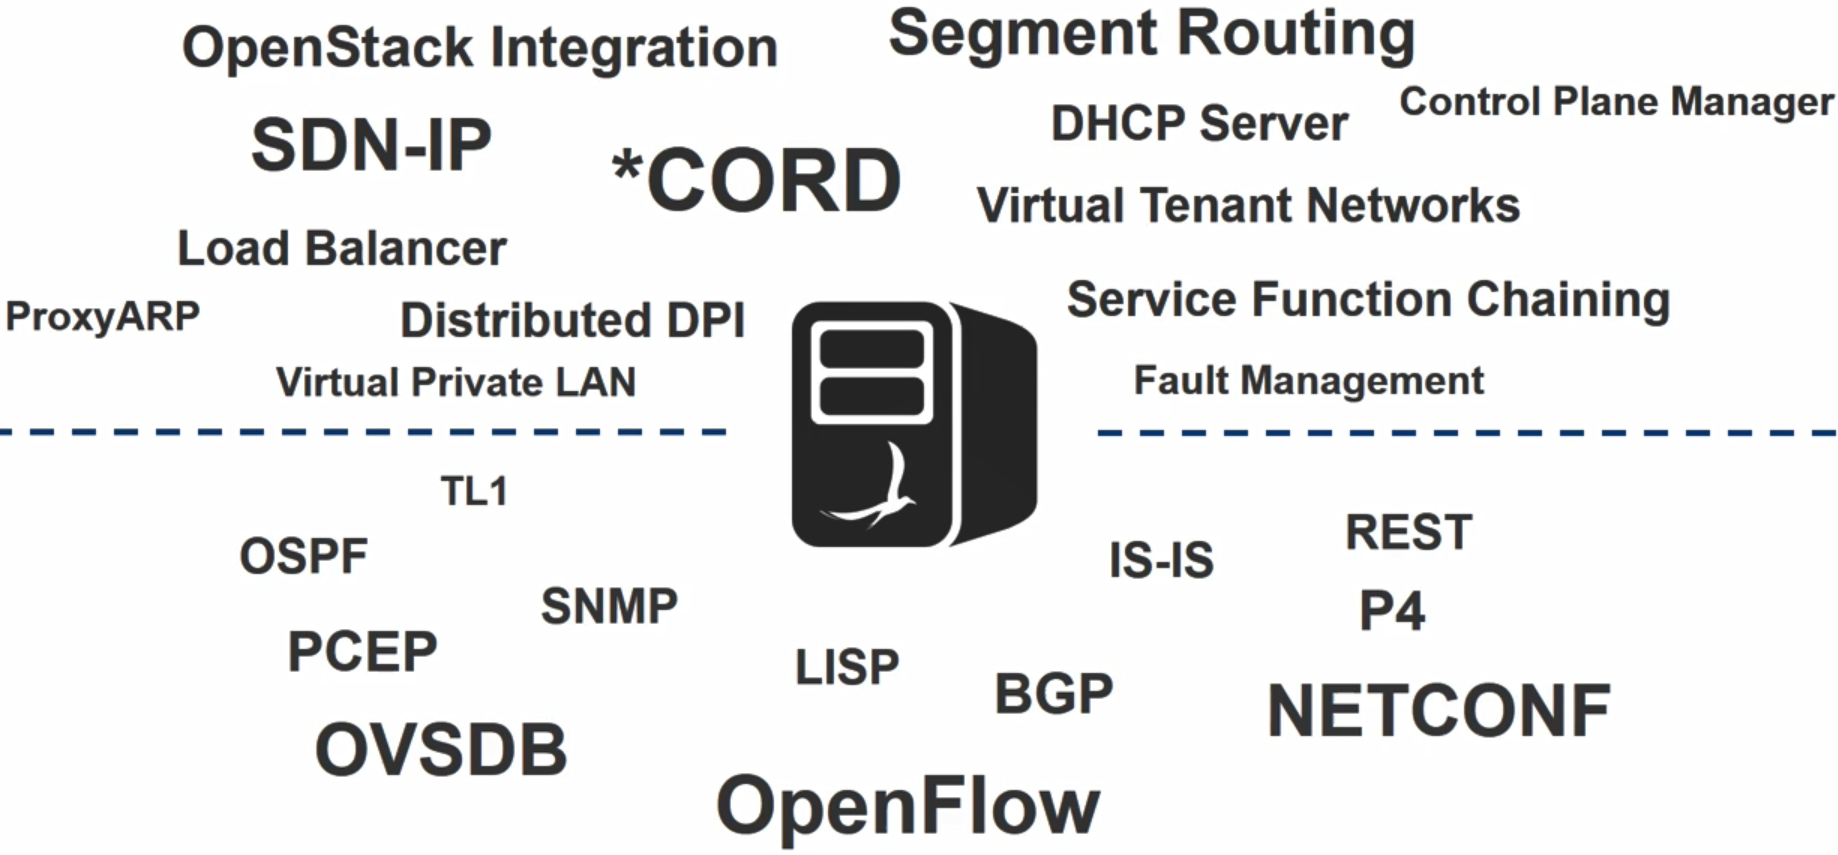 OpenStack Integration
Segment Routing
Control Plane Manager
DHCP Server
SDN-IP
*CORD
Virtual Tenant Networks
Load Balancer
Service Function Chaining
ProxyARP
Distributed DPI
Virtual Private LAN
Fault Management
TL1
REST
OSPF
IS-IS
SNMP
P4
PCEP
LISP
BGP
NETCONF
OVSDB
OpenFlow